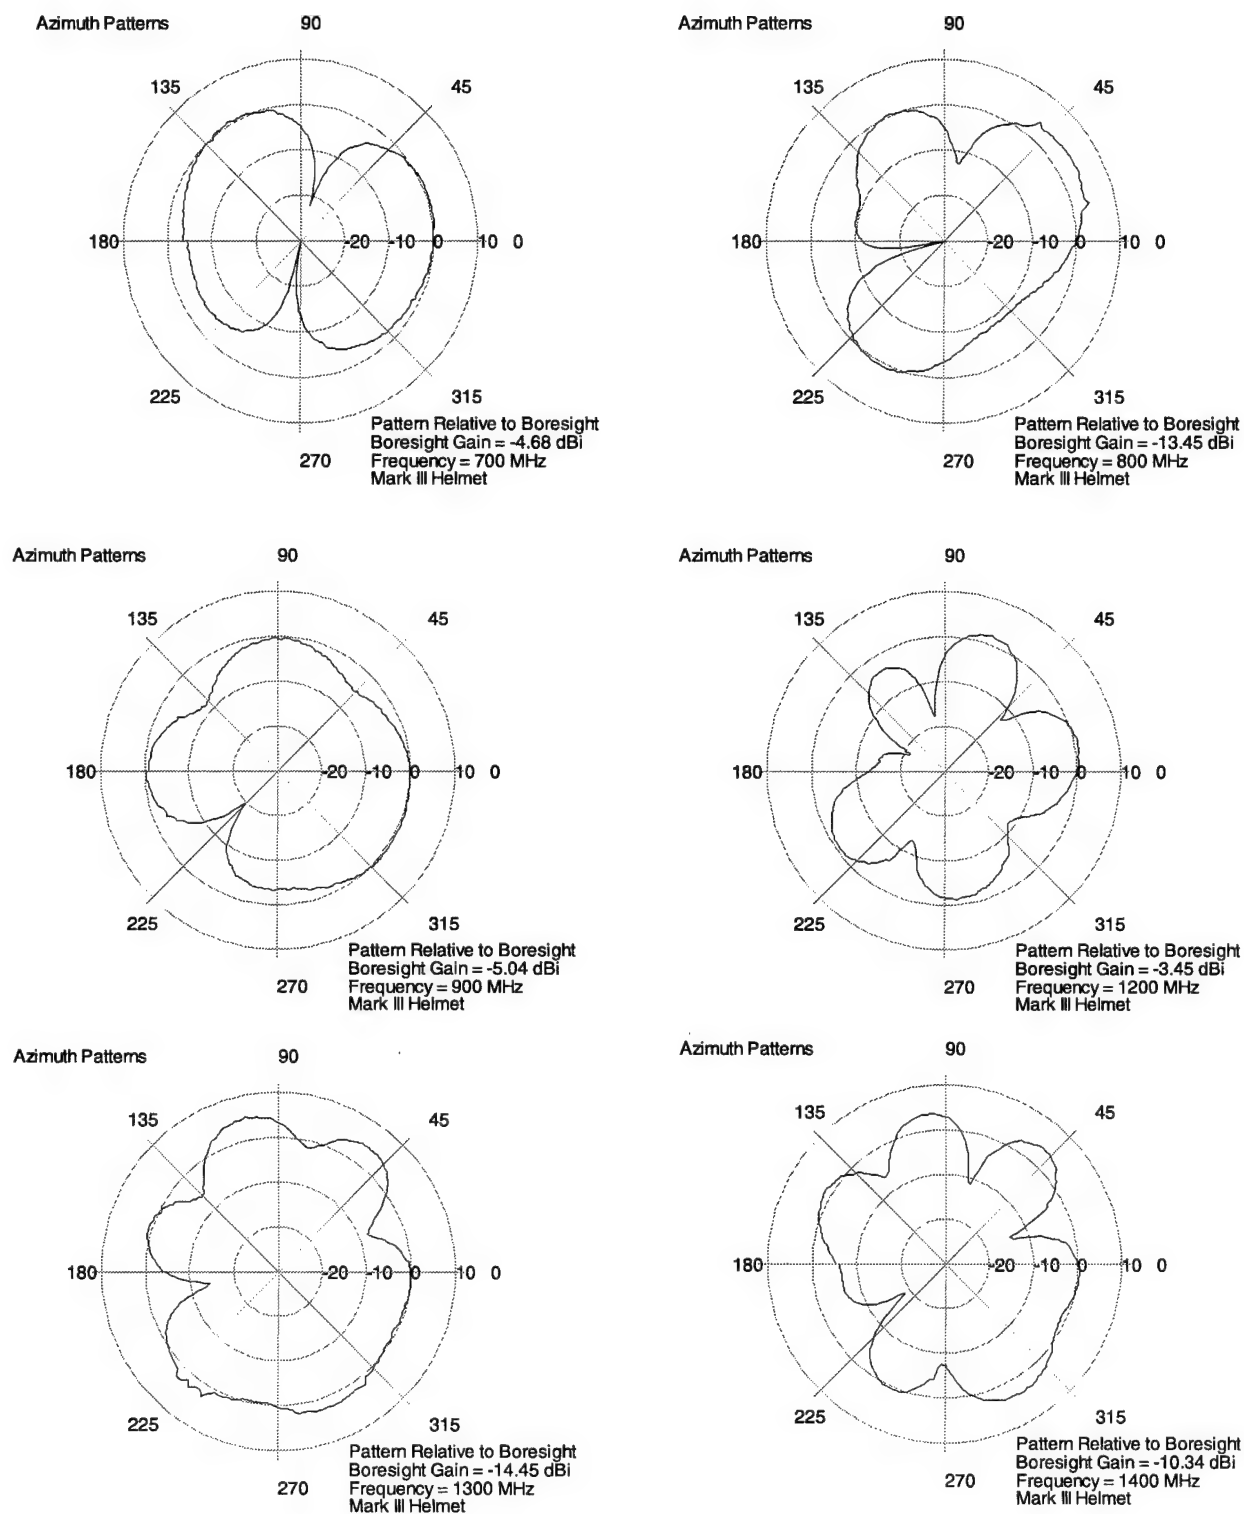 Azimuth Patterns
90
135
45
180
-20 -10 0 10 0
225
315
270
Pattern Relative to Boresight
Boresight Gain = -4.68 dBi
Frequency = 700 MHz
Mark III Helmet
Azimuth Patterns
90
135
45
180
-20 -10 0 10 0
225
315
270
Pattern Relative to Boresight
Boresight Gain = -13.45 dBi
Frequency = 800 MHz
Mark III Helmet
Azimuth Patterns
90
135
45
180
-20 -10 0 10 0
225
315
270
Pattern Relative to Boresight
Boresight Gain = -5.04 dBi
Frequency = 900 MHz
Mark III Helmet
Azimuth Patterns
90
135
45
180
-20 -10 0 10 0
225
315
270
Pattern Relative to Boresight
Boresight Gain = -3.45 dBi
Frequency = 1200 MHz
Mark III Helmet
Azimuth Patterns
90
135
45
180
-20 -10 0 10 0
225
315
270
Pattern Relative to Boresight
Boresight Gain = -14.45 dBi
Frequency = 1300 MHz
Mark III Helmet
Azimuth Patterns
90
135
45
180
-20 -10 0 10 0
225
315
270
Pattern Relative to Boresight
Boresight Gain = -10.34 dBi
Frequency = 1400 MHz
Mark III Helmet